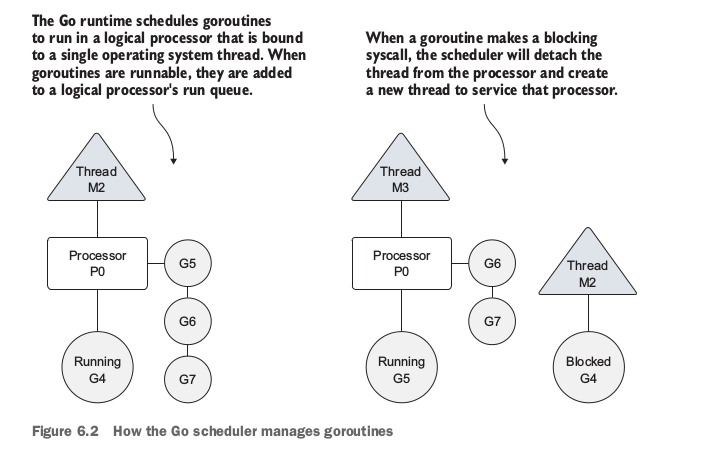 The Go runtime schedules goroutines
to run in a logical processor that is bound
to a single operating system thread. When
goroutines are runnable, they are added
to a logical processor's run queue.
When a goroutine makes a blocking
syscall, the scheduler will detach the
thread from the processor and create
a new thread to service that processor.
Thread
M2
Processor
P0
G5
G6
G7
Running
G4
Thread
M3
Processor
P0
G6
G7
Running
G5
Thread
M2
Blocked
G4
Figure 6.2 How the Go scheduler manages goroutines